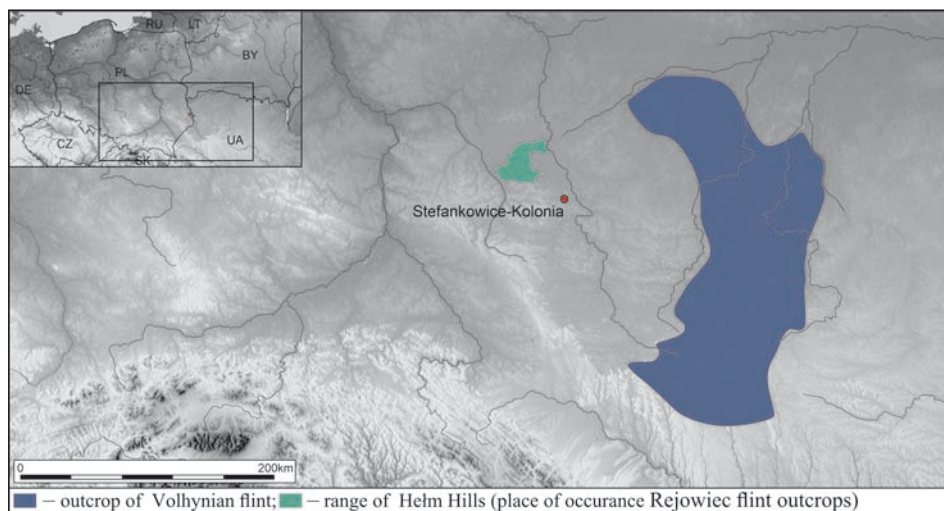 RU
LT
BY
PL
DE
UA
CZ
SK
Stefankowice-Kolonia
0 200km
– outcrop of Volhynian flint; – range of Hełm Hills (place of occurance Rejowiec flint outcrops)